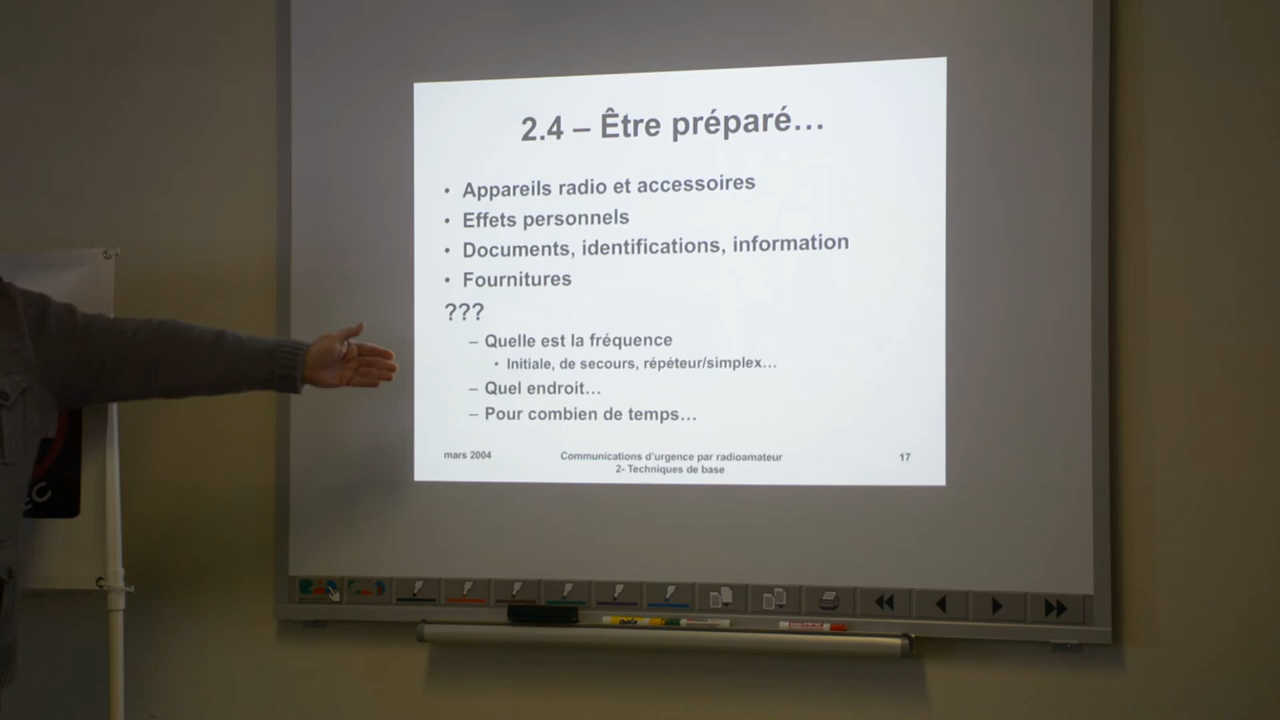 2.4 – Être préparé…
• Appareils radio et accessoires
• Effets personnels
• Documents, identifications, information
• Fournitures
???
– Quelle est la fréquence
• Initiale, de secours, répéteur/simplex…
– Quel endroit…
– Pour combien de temps…
mars 2004
Communications d'urgence par radioamateur
2- Techniques de base
17